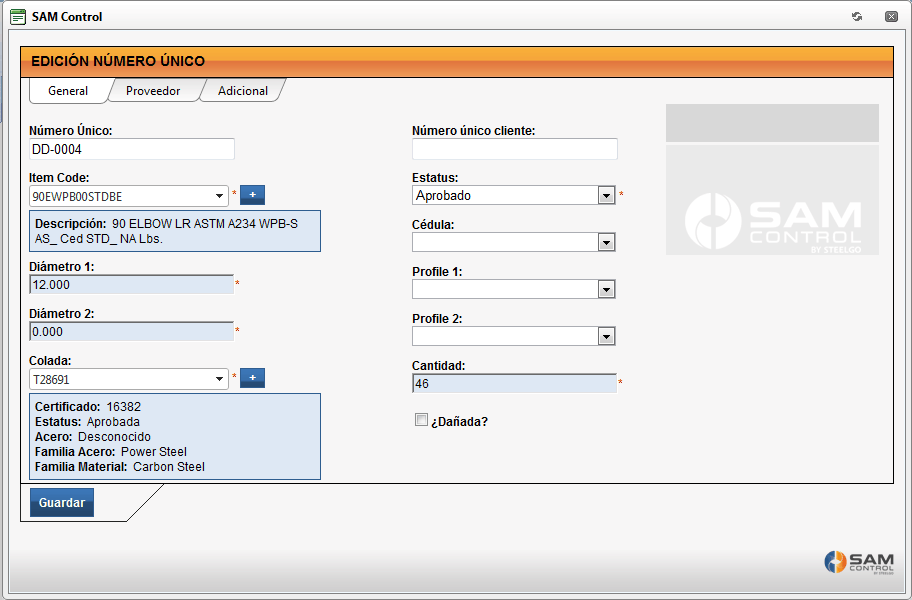 SAM Control
EDICIÓN NÚMERO ÚNICO
General
Proveedor
Adicional
Número Único:
DD-0004
Item Code:
90EWPB00STDBE
*
+
Descripción: 90 ELBOW LR ASTM A234 WPB-S
AS_ Ced STD_ NA Lbs.
Diámetro 1:
12.000
*
Diámetro 2:
0.000
*
Colada:
T28691
*
+
Certificado: 16382
Estatus: Aprobada
Acero: Desconocido
Familia Acero: Power Steel
Familia Material: Carbon Steel
Número único cliente:
Estatus:
Aprobado
*
Cédula:
Profile 1:
Profile 2:
Cantidad:
46
*
¿Dañada?
SAM
CONTROL
BY STEELGO
Guardar
SAM
CONTROL
BY STEELGO